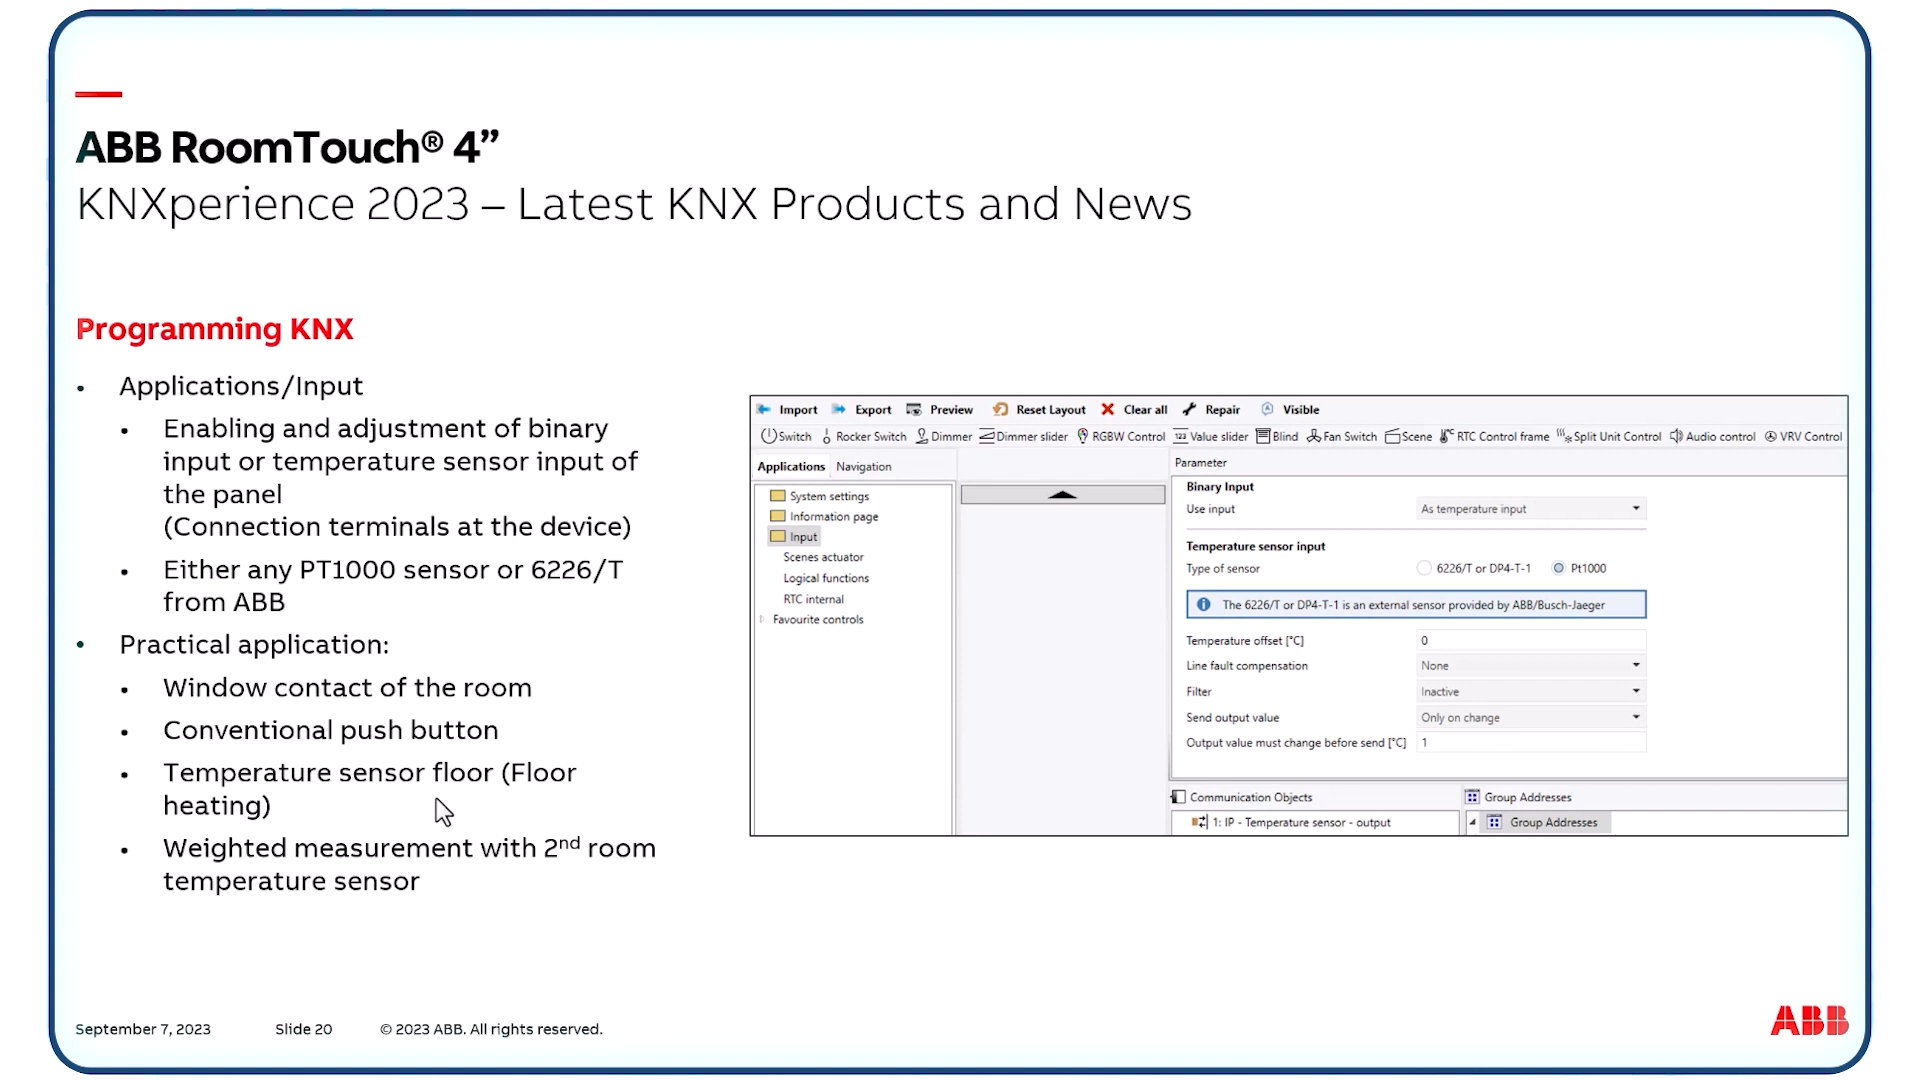 ABB RoomTouch® 4”
KNXperience 2023 – Latest KNX Products and News
Programming KNX
• Applications/Input
• Enabling and adjustment of binary
input or temperature sensor input of
the panel
(Connection terminals at the device)
• Either any PT1000 sensor or 6226/T
from ABB
• Practical application:
• Window contact of the room
• Conventional push button
• Temperature sensor floor (Floor
heating)
• Weighted measurement with 2nd room
temperature sensor
Import Export Preview Reset Layout Clear all Repair Visible
Switch Rocker Switch Dimmer Dimmer slider RGBW Control Value slider Blind Fan Switch Scene RTC Control frame Split Unit Control Audio control VRV Control
Applications Navigation
System settings
Information page
Input
Scenes actuator
Logical functions
RTC internal
Favourite controls
Parameter
Binary Input
Use input As temperature input
Temperature sensor input
Type of sensor 6226/T or DP4-T-1 Pt1000
The 6226/T or DP4-T-1 is an external sensor provided by ABB/Busch-Jaeger
Temperature offset [°C] 0
Line fault compensation None
Filter Inactive
Send output value Only on change
Output value must change before send [°C] 1
Communication Objects
1: IP - Temperature sensor - output
Group Addresses
Group Addresses
September 7, 2023 Slide 20 © 2023 ABB. All rights reserved.
ABB